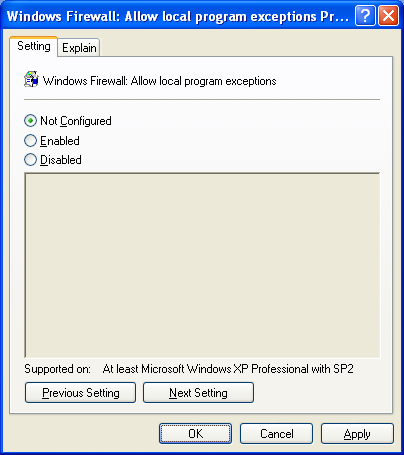 Windows Firewall: Allow local program exceptions Pr...
Setting
Explain
Windows Firewall: Allow local program exceptions
Not Configured
Enabled
Disabled
Supported on: At least Microsoft Windows XP Professional with SP2
Previous Setting
Next Setting
OK
Cancel
Apply